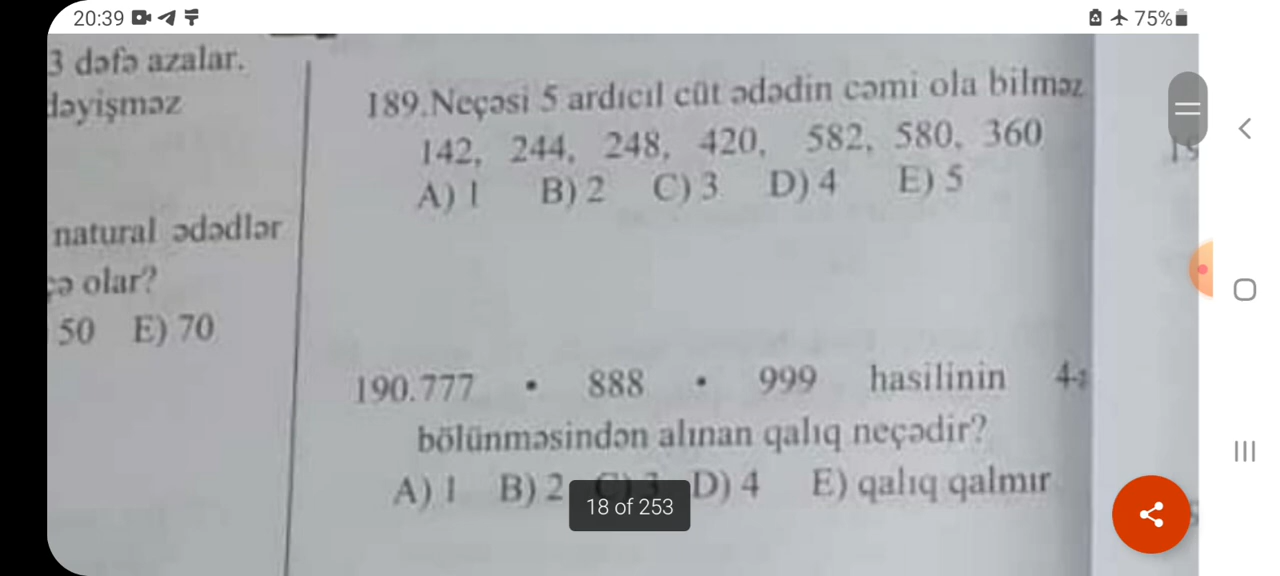 20:39
75%
3 dəfə azalar.
dəyişməz
natural ədədlər
olar?
50 E) 70
189.Neçəsi 5 ardıcıl cüt ədədin cəmi ola bilməz
142, 244, 248, 420, 582, 580, 360
A) 1 B) 2 C) 3 D) 4 E) 5
190.777 • 888 • 999 hasilinin
bölünməsindən alınan qalıq neçədir?
A) 1 B) 2 C) 3 D) 4 E) qalıq qalmır
18 of 253